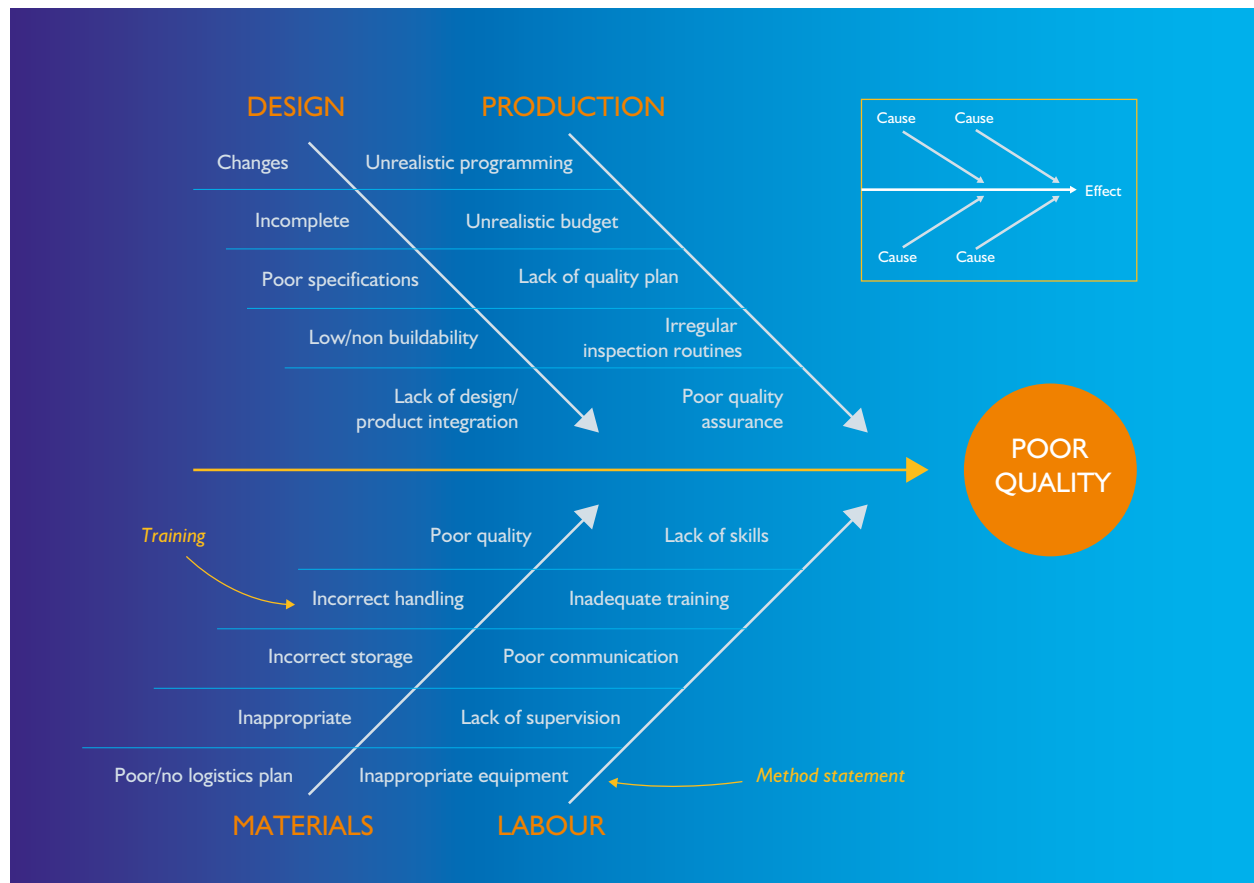 DESIGN
PRODUCTION
Changes
Unrealistic programming
Incomplete
Unrealistic budget
Poor specifications
Lack of quality plan
Low/non buildability
Irregular
inspection routines
Lack of design/
product integration
Poor quality
assurance
Cause
Cause
Effect
Cause
Cause
POOR
QUALITY
Training
Poor quality
Lack of skills
Incorrect handling
Inadequate training
Incorrect storage
Poor communication
Inappropriate
Lack of supervision
Poor/no logistics plan
Inappropriate equipment
Method statement
MATERIALS
LABOUR